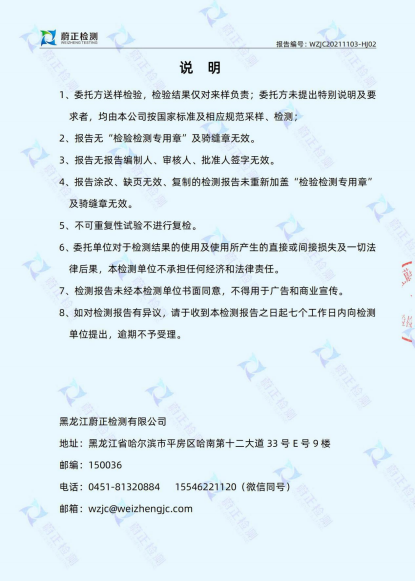 蔚正检测
WEIZHENG TESTING
报告编号：WZJC20211103-HJ02
说 明
1、委托方送样检验，检验结果仅对来样负责；委托方未提出特别说明及要
求者，均由本公司按国家标准及相应规范采样、检测；
2、报告无“检验检测专用章”及骑缝章无效。
3、报告无报告编制人、审核人、批准人签字无效。
4、报告涂改、缺页无效、复制的检测报告未重新加盖“检验检测专用章”
及骑缝章无效。
5、不可重复性试验不进行复检。
6、委托单位对于检测结果的使用及使用所产生的直接或间接损失及一切法
律后果，本检测单位不承担任何经济和法律责任。
7、检测报告未经本检测单位书面同意，不得用于广告和商业宣传。
8、如对检测报告有异议，请于收到本检测报告之日起七个工作日内向检测
单位提出，逾期不予受理。
黑龙江蔚正检测有限公司
地址：黑龙江省哈尔滨市平房区哈南第十二大道 33 号 E 号 9 楼
邮编：150036
电话：0451-81320884 15546221120（微信同号）
邮箱：wzjc@weizhengjc.com